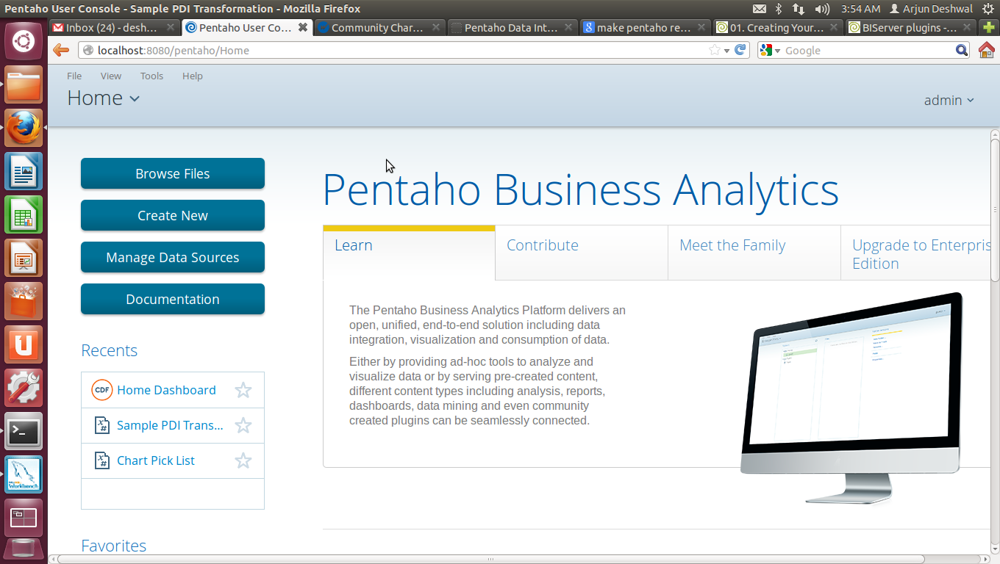 Pentaho User Console - Sample PDI Transformation - Mozilla Firefox
3:54 AM
Arjun Deshwal
Inbox (24) - desh...
Pentaho User Co...
Community Char...
Pentaho Data Int...
make pentaho re...
01. Creating Your...
BIServer plugins -...
localhost:8080/pentaho/Home
Google
File
View
Tools
Help
Home
admin
Browse Files
Create New
Manage Data Sources
Documentation
Recents
CDF
Home Dashboard
Sample PDI Trans...
Chart Pick List
Favorites
Pentaho Business Analytics
Learn
Contribute
Meet the Family
Upgrade to Enterpris
Edition
The Pentaho Business Analytics Platform delivers an
open, unified, end-to-end solution including data
integration, visualization and consumption of data.
Either by providing ad-hoc tools to analyze and
visualize data or by serving pre-created content,
different content types including analysis, reports,
dashboards, data mining and even community
created plugins can be seamlessly connected.